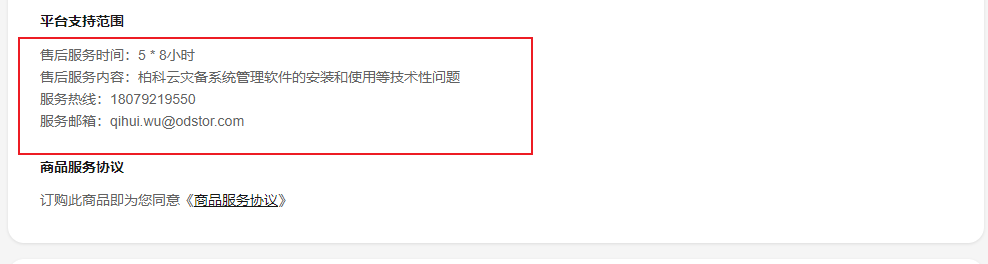 平台支持范围
售后服务时间：5 * 8小时
售后服务内容：柏科云灾备系统管理软件的安装和使用等技术性问题
服务热线：18079219550
服务邮箱：qihui.wu@odstor.com
商品服务协议
订购此商品即为您同意《商品服务协议》